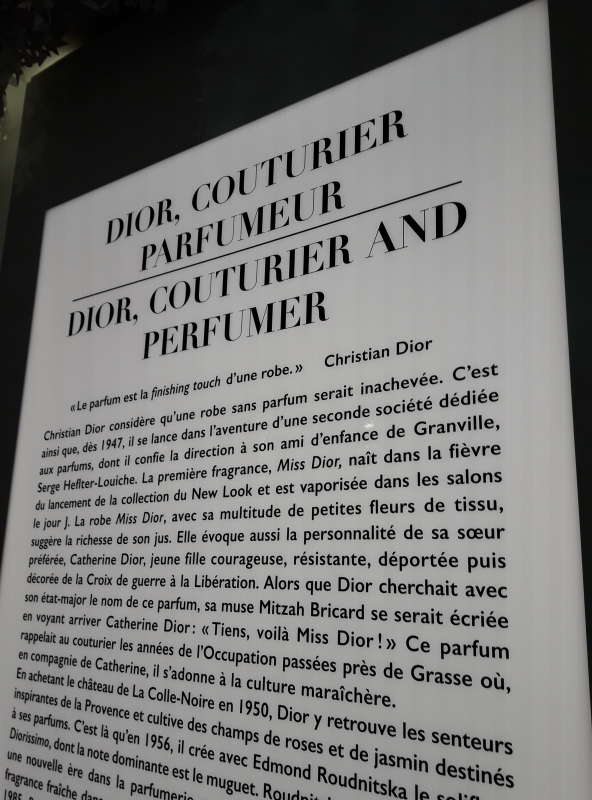 DIOR, COUTURIER
PARFUMEUR
DIOR, COUTURIER AND
PERFUMER
« Le parfum est la finishing touch d'une robe. » Christian Dior
Christian Dior considère qu'une robe sans parfum serait inachevée. C'est
ainsi que, dès 1947, il se lance dans l'aventure d'une seconde société dédiée
aux parfums, dont il confie la direction à son ami d'enfance de Granville,
Serge Heftler-Louiche. La première fragrance, Miss Dior, naît dans la fièvre
du lancement de la collection du New Look et est vaporisée dans les salons
le jour J. La robe Miss Dior, avec sa multitude de petites fleurs de tissu,
suggère la richesse de son jus. Elle évoque aussi la personnalité de sa sœur
préférée, Catherine Dior, jeune fille courageuse, résistante, déportée puis
décorée de la Croix de guerre à la Libération. Alors que Dior cherchait avec
son état-major le nom de ce parfum, sa muse Mitzah Bricard se serait écriée
en voyant arriver Catherine Dior : « Tiens, voilà Miss Dior ! » Ce parfum
rappelait au couturier les années de l'Occupation passées près de Grasse où,
en compagnie de Catherine, il s'adonne à la culture maraîchère.
En achetant le château de La Colle-Noire en 1950, Dior y retrouve les senteurs
inspirantes de la Provence et cultive des champs de roses et de jasmin destinés
à ses parfums. C'est là qu'en 1956, il crée avec Edmond Roudnitska le
Diorissimo, dont la note dominante est le muguet.
une nouvelle ère dans la parfumerie
fragrance fraîche
1985